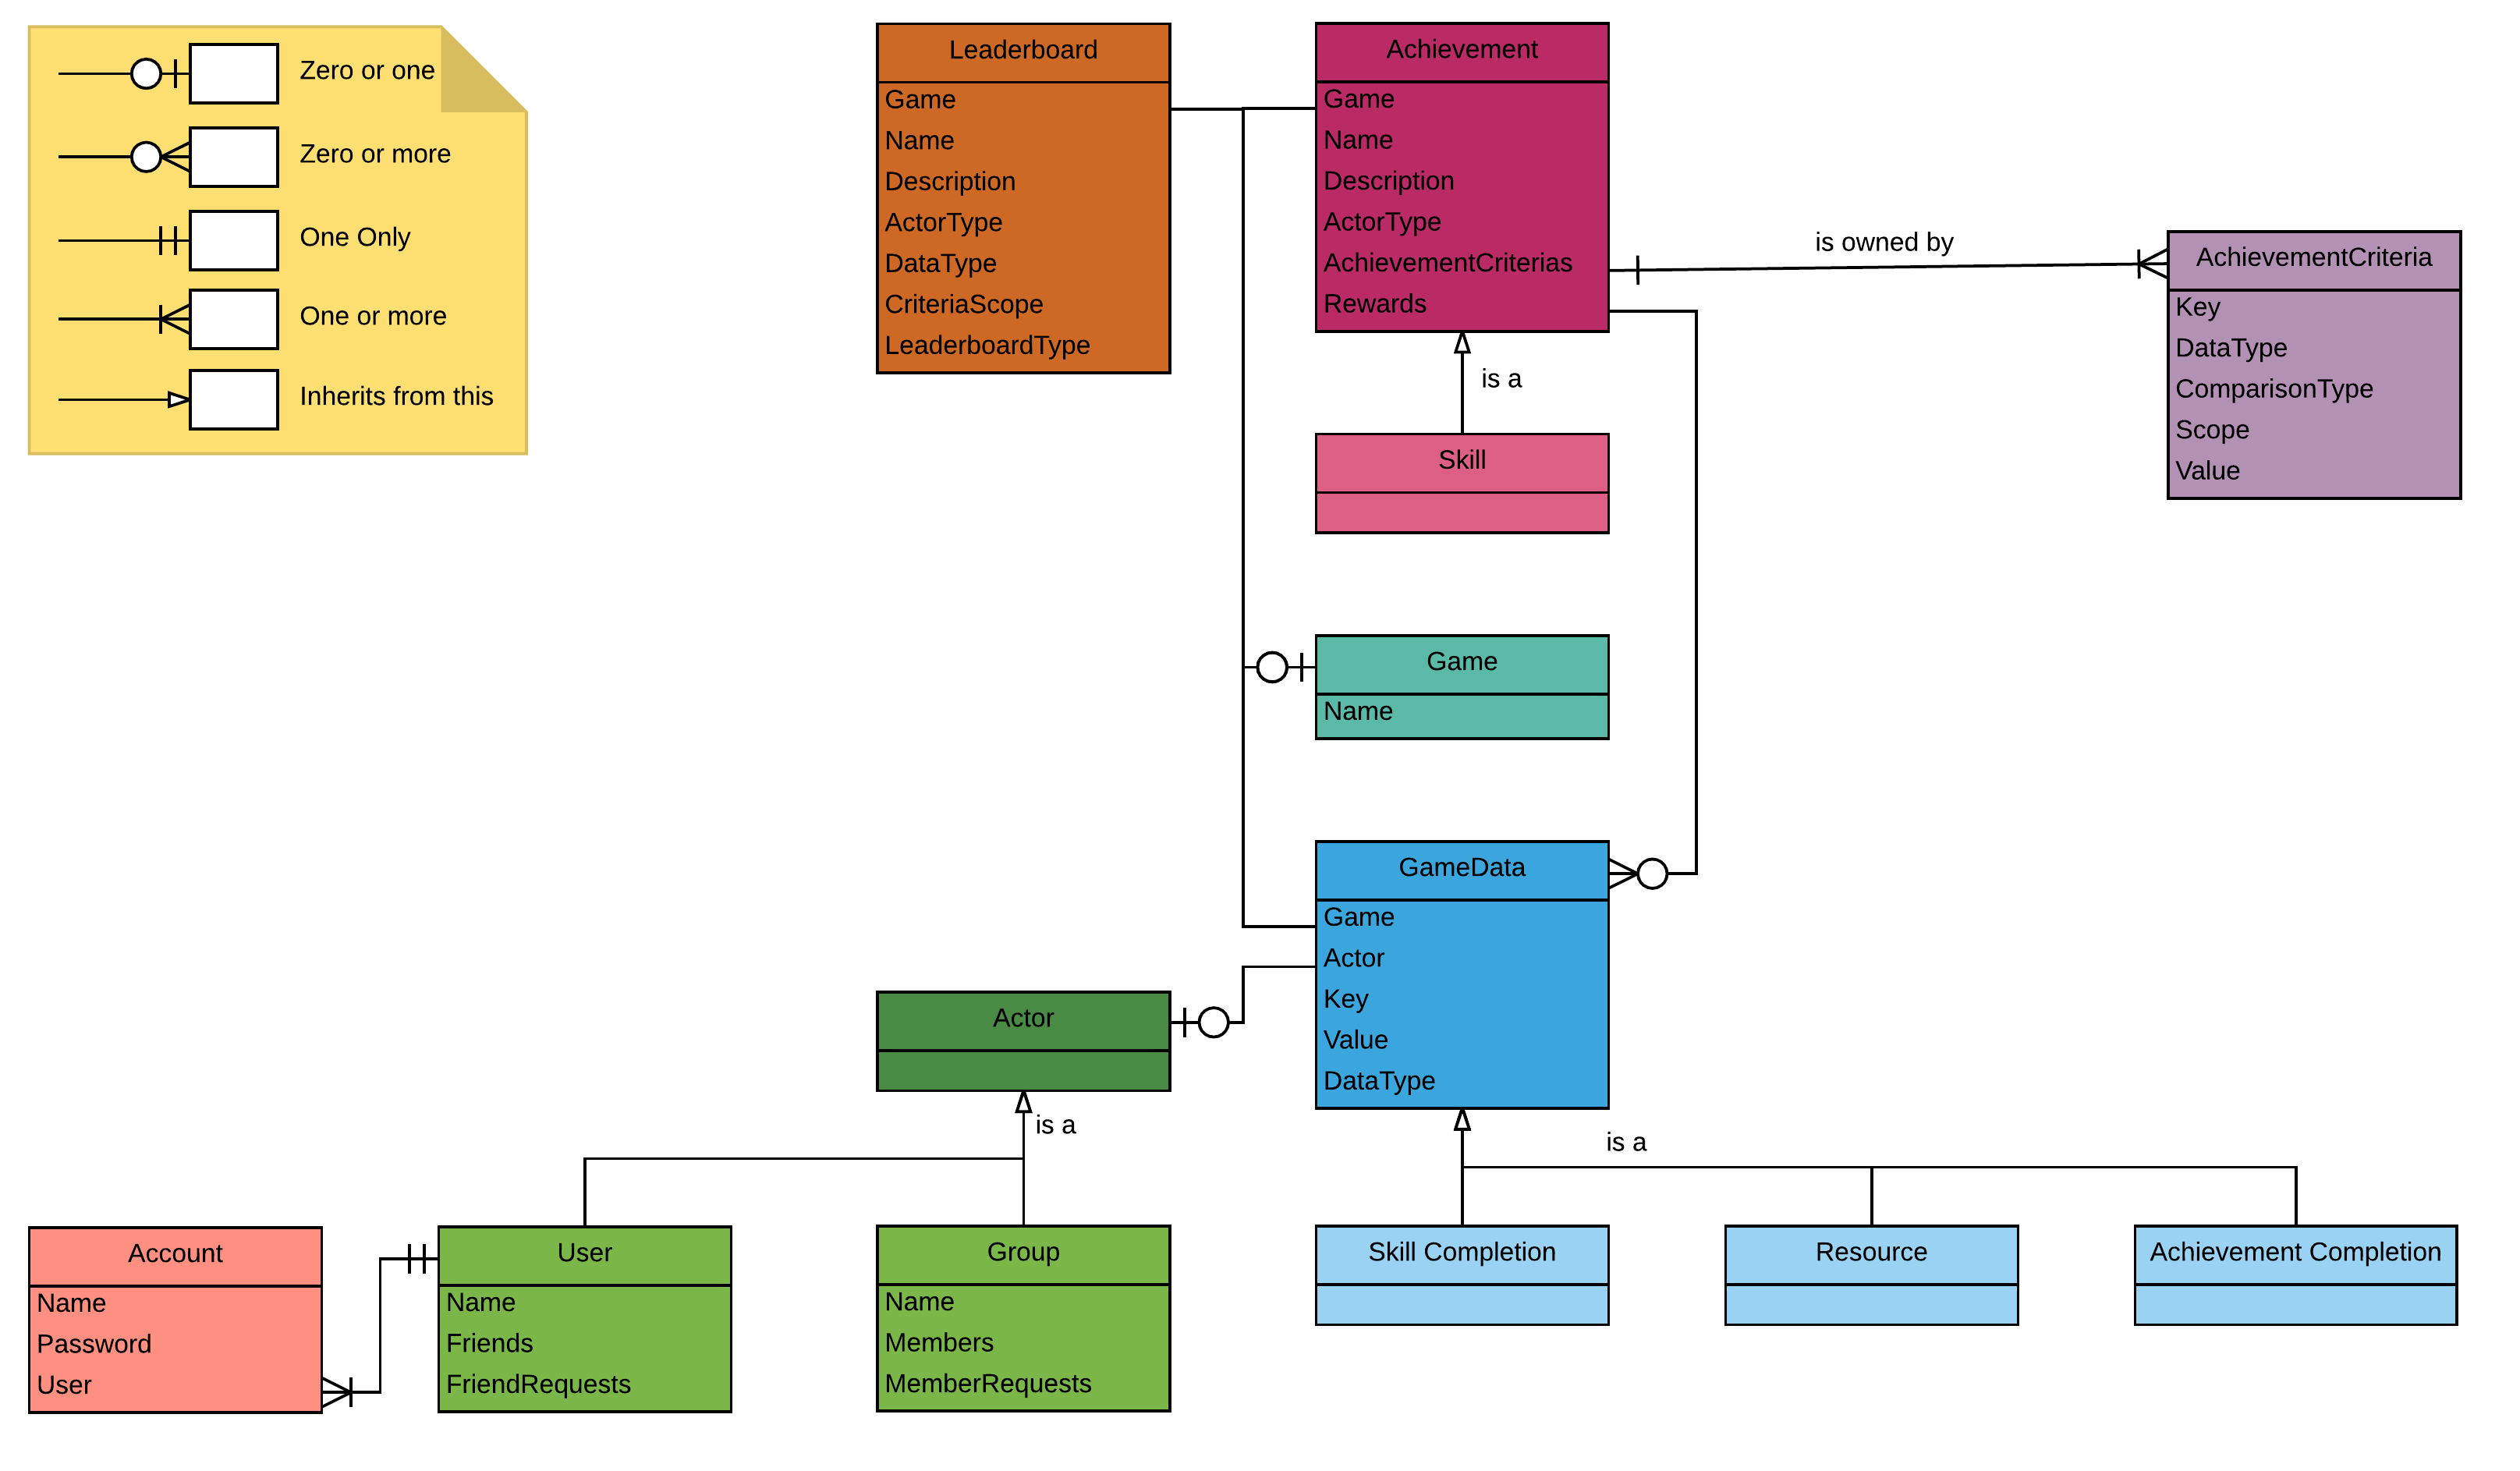 Zero or one
Zero or more
One Only
One or more
Inherits from this
Leaderboard
Game
Name
Description
ActorType
DataType
CriteriaScope
LeaderboardType
Achievement
Game
Name
Description
ActorType
AchievementCriterias
Rewards
is owned by
AchievementCriteria
Key
DataType
ComparisonType
Scope
Value
is a
Skill
Game
Name
GameData
Game
Actor
Key
Value
DataType
Actor
is a
is a
Account
Name
Password
User
User
Name
Friends
FriendRequests
Group
Name
Members
MemberRequests
Skill Completion
Resource
Achievement Completion